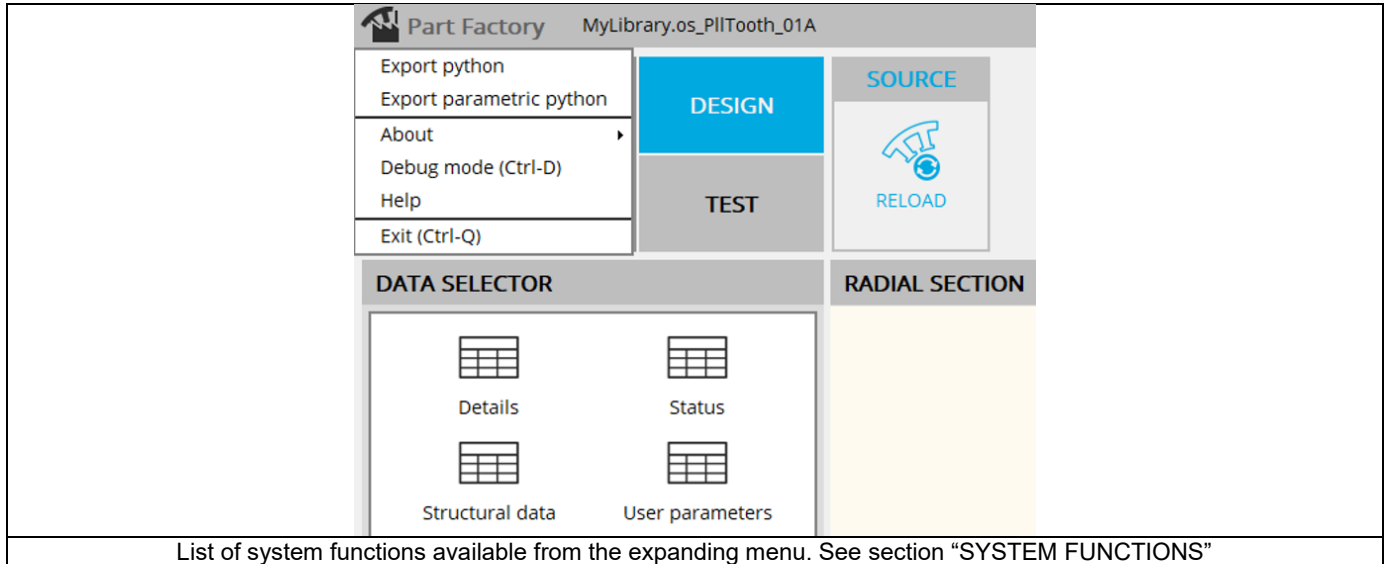 Part Factory MyLibrary.os_PllTooth_01A
Export python
Export parametric python
About
Debug mode (Ctrl-D)
Help
Exit (Ctrl-Q)
DESIGN
TEST
SOURCE
RELOAD
DATA SELECTOR
Details
Status
Structural data
User parameters
RADIAL SECTION
List of system functions available from the expanding menu. See section “SYSTEM FUNCTIONS”